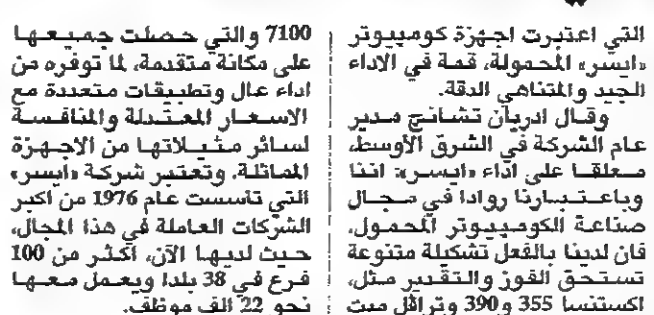 التي اعتبرت اجهزة كومبيوتر
«ايسر» المحمولة، قمة في الاداء
الجيد والمتناهي الدقة.
وقال ادريان تشانج مدير
عام الشركة في الشرق الأوسط،
معلقا على اداء «ايسر»: اننا
وباعتبارنا روادا في مجال
صناعة الكومبيوتر المحمول،
فان لدينا بالفعل تشكيلة متنوعة
تستحق الفوز والتقدير مثل،
اكستنسا 355 و390 وترافل ميت
7100 والتي حصلت جميعها
على مكانة متقدمة، لما توفره من
اداء عال وتطبيقات متعددة مع
الاسعار المعتدلة والمنافسة
لسائر مثيلاتها من الاجهزة
المماثلة. وتعتبر شركة «ايسر»
التي تاسست عام 1976 من اكبر
الشركات العاملة في هذا المجال،
حيث لديها الآن، اكثر من 100
فرع في 38 بلدا ويعمل معها
نحو 22 الف موظف.